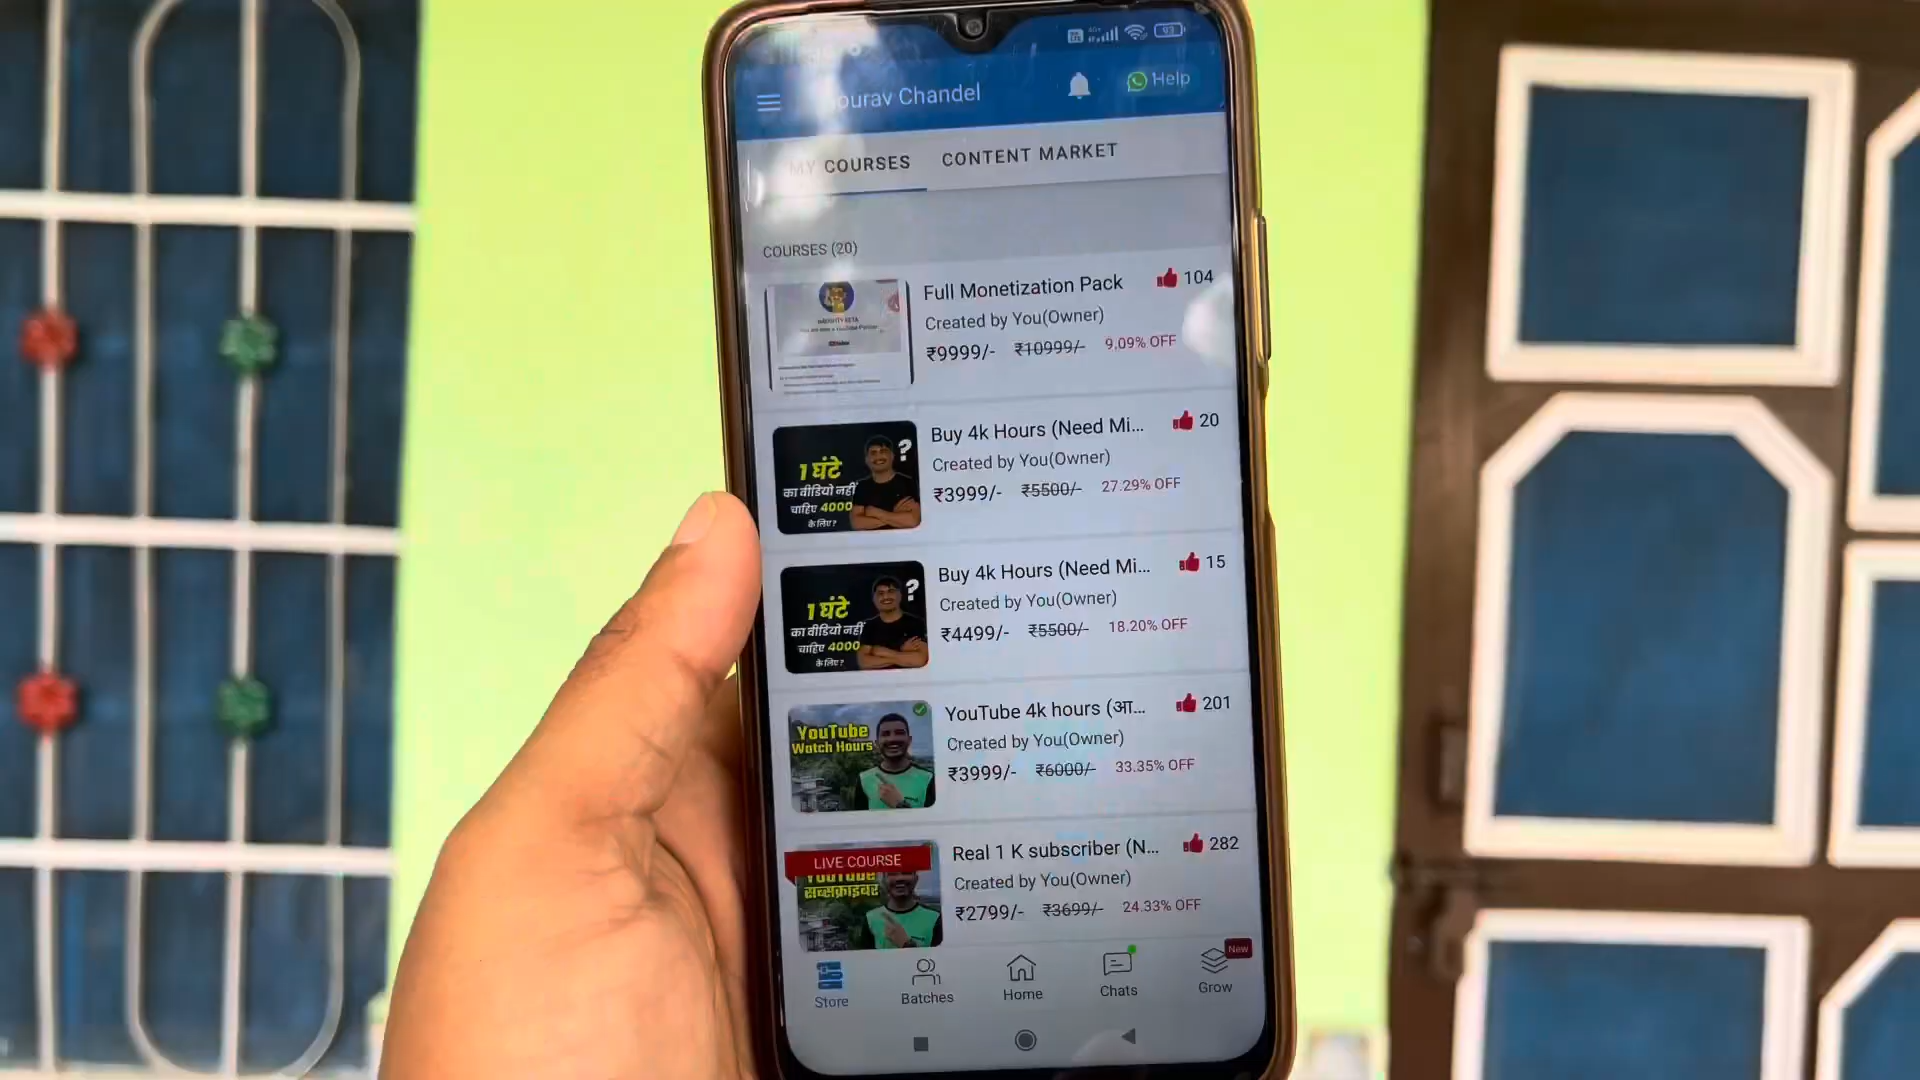 4G+
93
ourav Chandel
Help
MY COURSES
CONTENT MARKET
COURSES (20)
Full Monetization Pack
104
Created by You(Owner)
₹9999/- ₹10999/- 9.09% OFF
1 घंटे
का वीडियो नहीं
चाहिए 4000
के लिए?
?
Buy 4k Hours (Need Mi...
20
Created by You(Owner)
₹3999/- ₹5500/- 27.29% OFF
1 घंटे
का वीडियो नहीं
चाहिए 4000
के लिए?
?
Buy 4k Hours (Need Mi...
15
Created by You(Owner)
₹4499/- ₹5500/- 18.20% OFF
YouTube
Watch Hours
YouTube 4k hours (आ...
201
Created by You(Owner)
₹3999/- ₹6000/- 33.35% OFF
LIVE COURSE
YouTube
सब्सक्राइबर
Real 1 K subscriber (N...
282
Created by You(Owner)
₹2799/- ₹3699/- 24.33% OFF
Store
Batches
Home
Chats
Grow
New